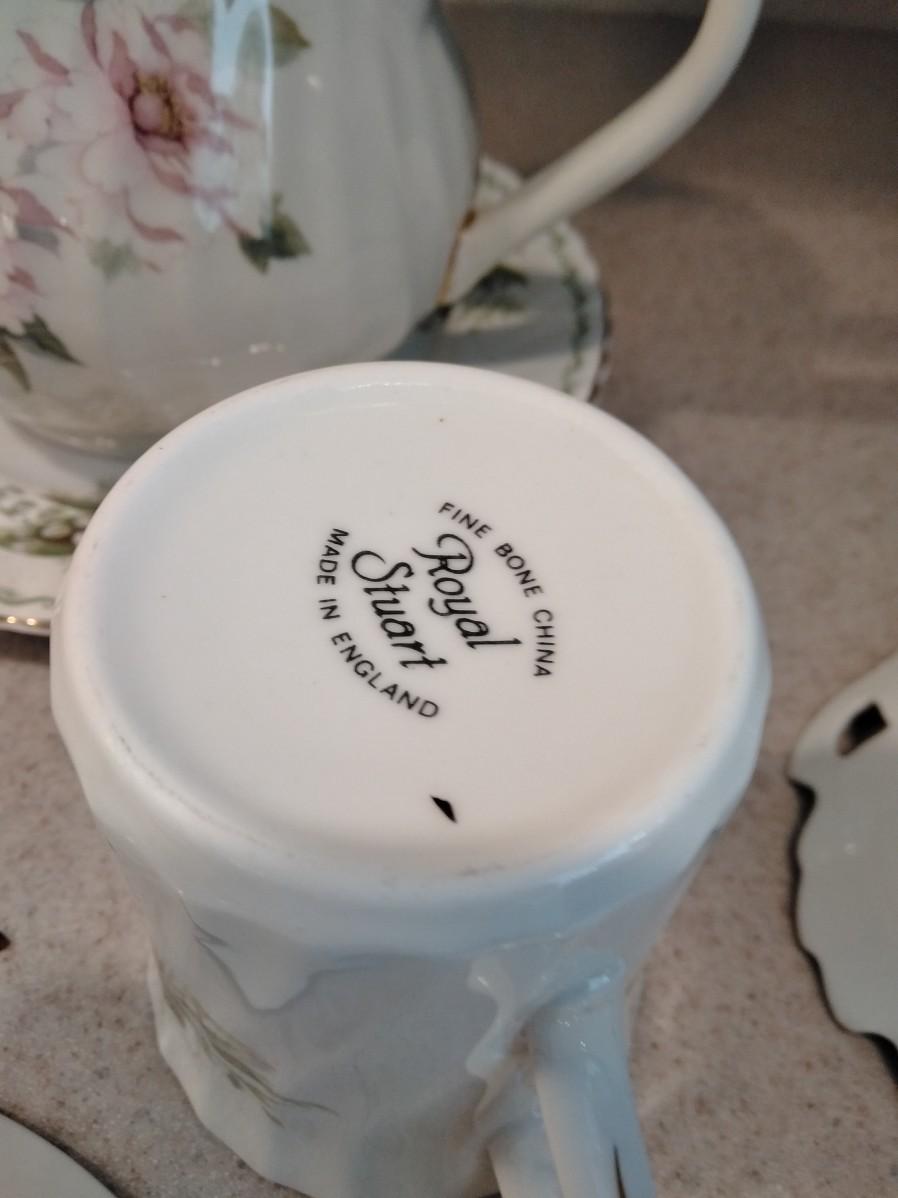 FINE BONE CHINA
Royal
Stuart
MADE IN ENGLAND